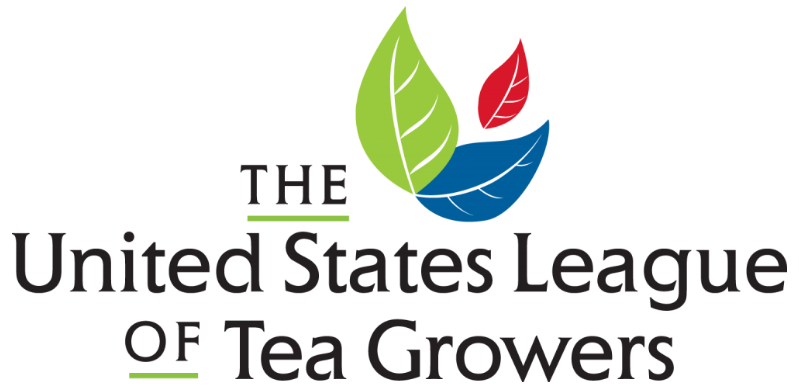 THE
United States League
OF Tea Growers